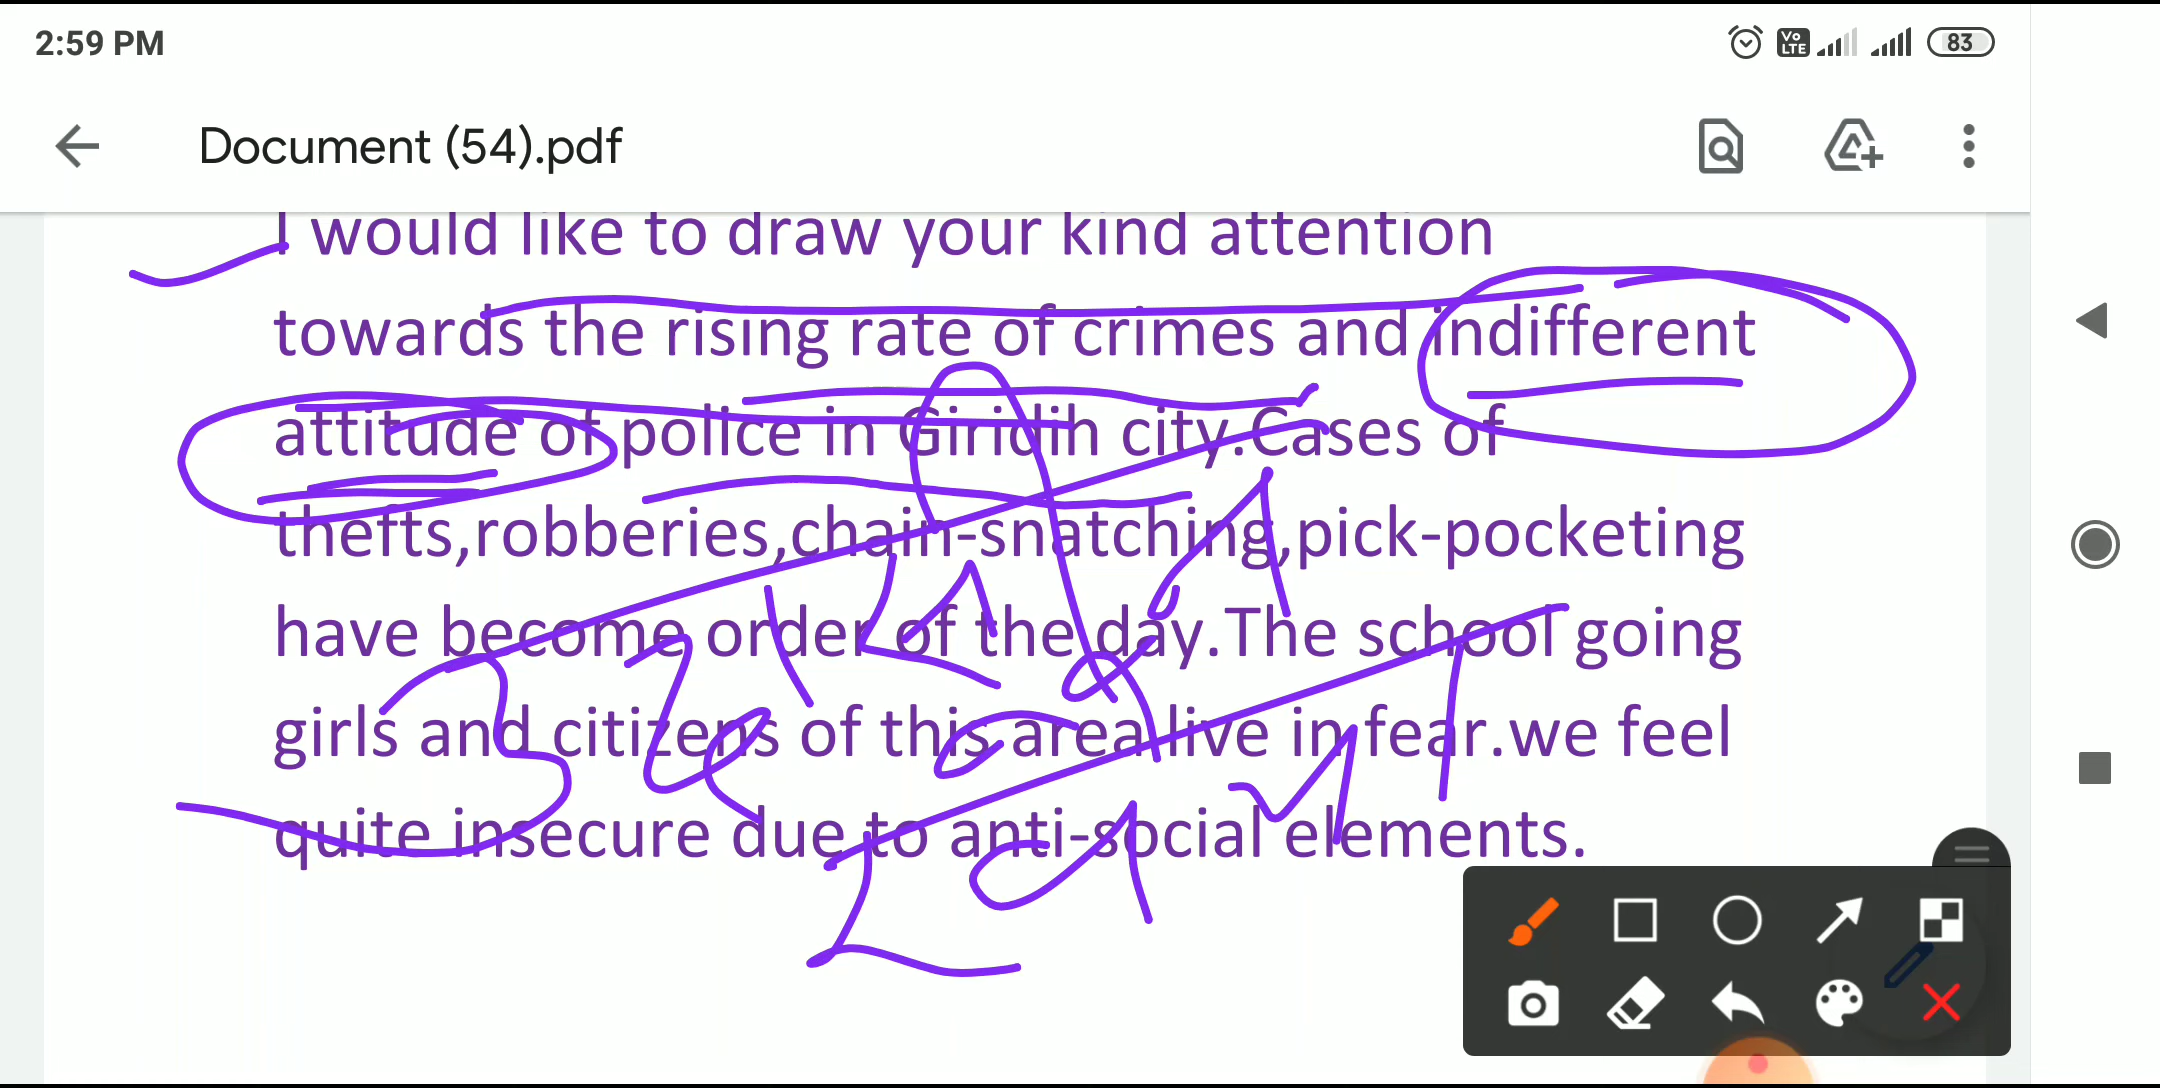 2:59 PM
Vo LTE
83
Document (54).pdf
I would like to draw your kind attention
towards the rising rate of crimes and indifferent
attitude of police in Giridih city.Cases of
thefts,robberies,chain-snatching,pick-pocketing
have become order of the day.The school going
girls and citizens of this area live in fear.we feel
quite insecure due to anti-social elements.